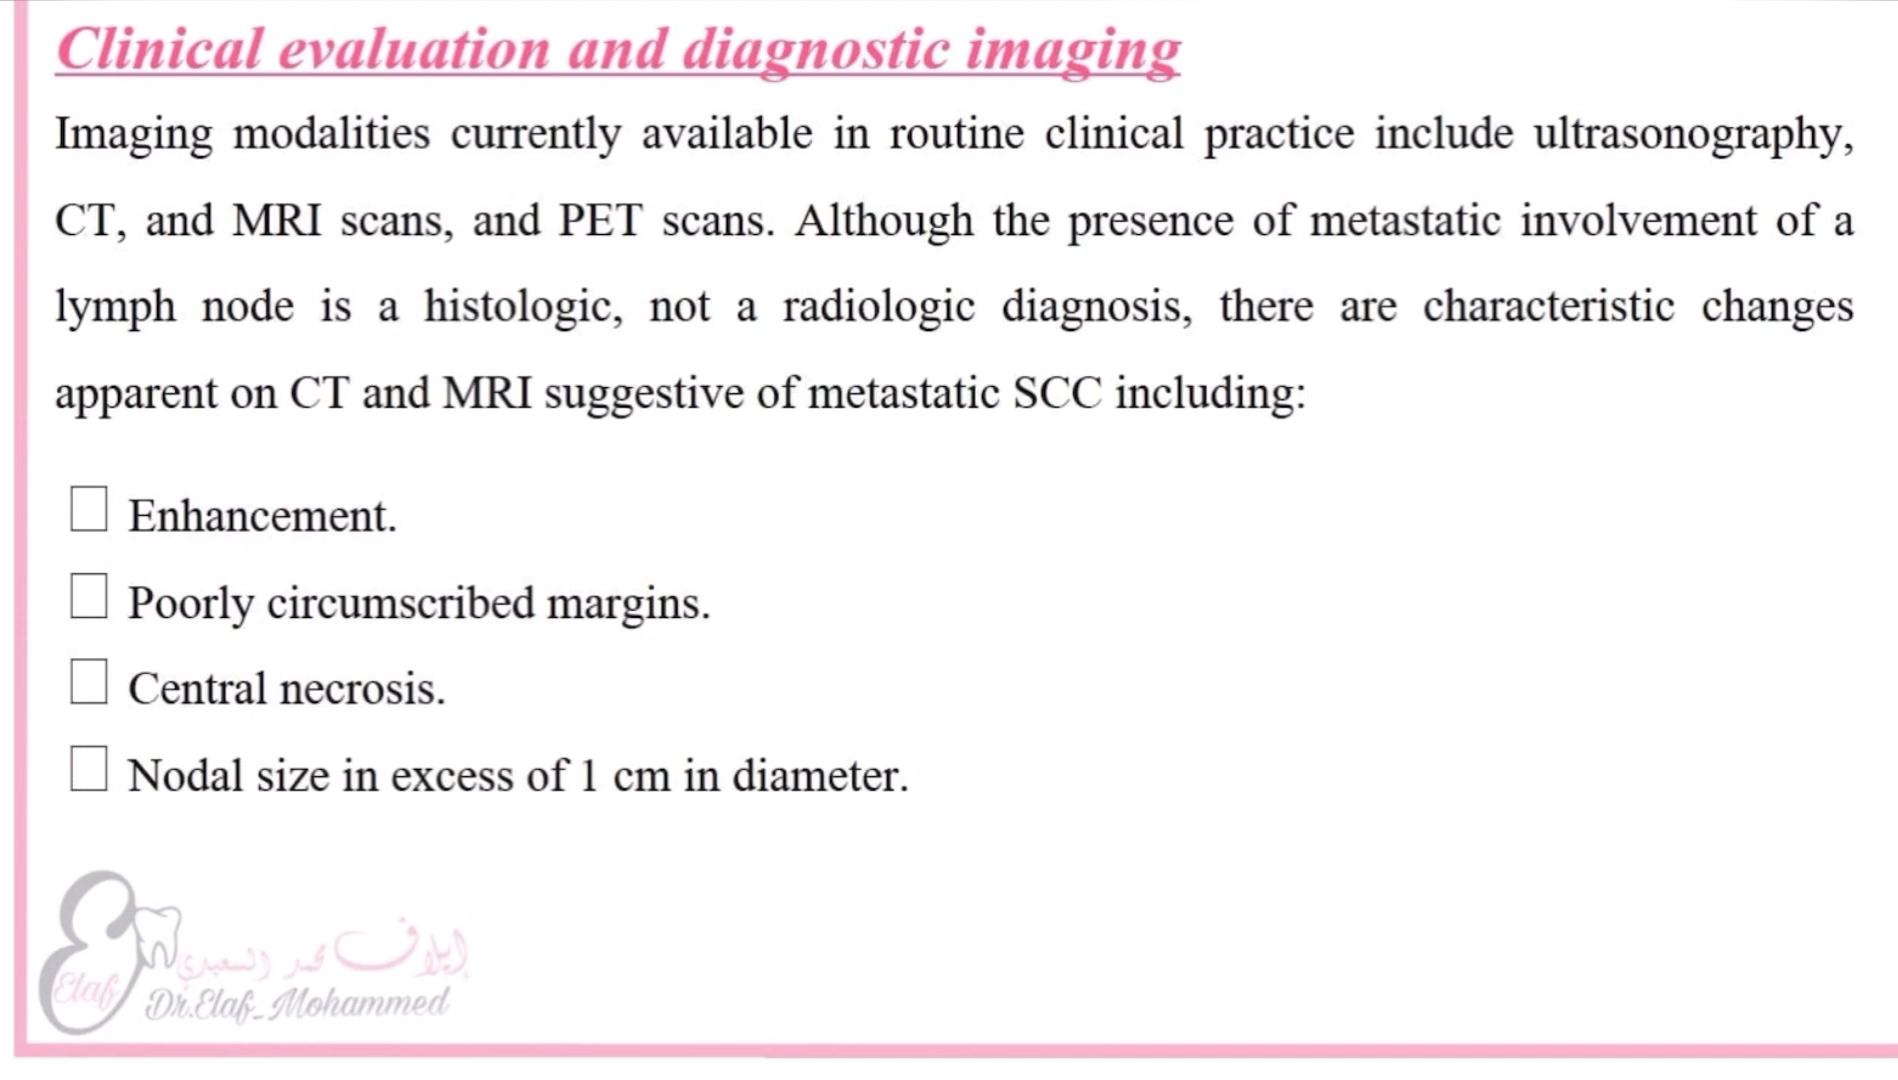 Clinical evaluation and diagnostic imaging
Imaging modalities currently available in routine clinical practice include ultrasonography,
CT, and MRI scans, and PET scans. Although the presence of metastatic involvement of a
lymph node is a histologic, not a radiologic diagnosis, there are characteristic changes
apparent on CT and MRI suggestive of metastatic SCC including:
Enhancement.
Poorly circumscribed margins.
Central necrosis.
Nodal size in excess of 1 cm in diameter.
إيلاف محمد السعيدي
Elaf
Dr.Elaf_Mohammed